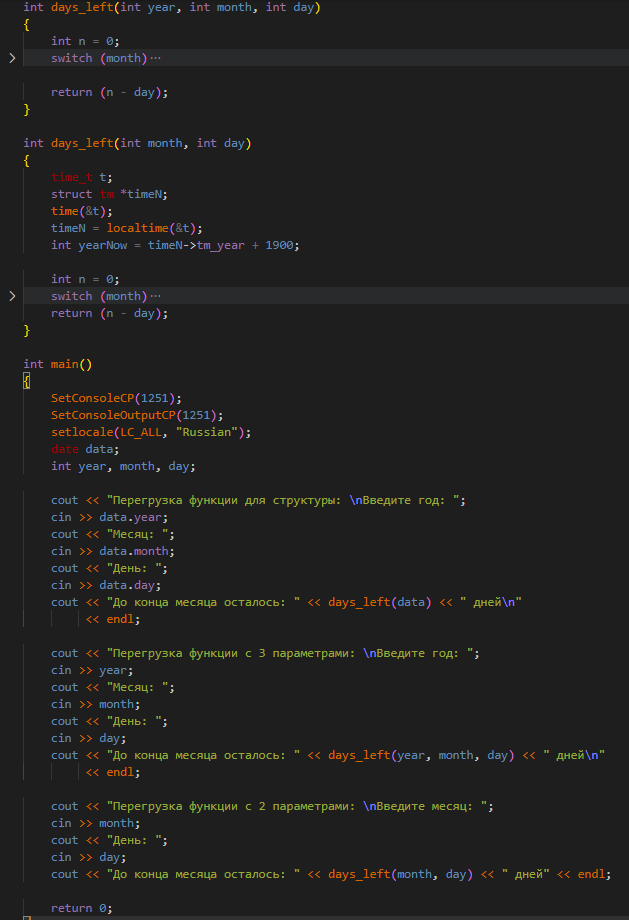 int days_left(int year, int month, int day)
{
    int n = 0;
    switch (month)···

    return (n - day);
}

int days_left(int month, int day)
{
    time_t t;
    struct tm *timeN;
    time(&t);
    timeN = localtime(&t);
    int yearNow = timeN->tm_year + 1900;

    int n = 0;
    switch (month)···
    return (n - day);
}

int main()
{
    SetConsoleCP(1251);
    SetConsoleOutputCP(1251);
    setlocale(LC_ALL, "Russian");
    date data;
    int year, month, day;

    cout << "Перегрузка функции для структуры: \nВведите год: ";
    cin >> data.year;
    cout << "Месяц: ";
    cin >> data.month;
    cout << "День: ";
    cin >> data.day;
    cout << "До конца месяца осталось: " << days_left(data) << " дней\n"
         << endl;

    cout << "Перегрузка функции с 3 параметрами: \nВведите год: ";
    cin >> year;
    cout << "Месяц: ";
    cin >> month;
    cout << "День: ";
    cin >> day;
    cout << "До конца месяца осталось: " << days_left(year, month, day) << " дней\n"
         << endl;

    cout << "Перегрузка функции с 2 параметрами: \nВведите месяц: ";
    cin >> month;
    cout << "День: ";
    cin >> day;
    cout << "До конца месяца осталось: " << days_left(month, day) << " дней" << endl;

    return 0;